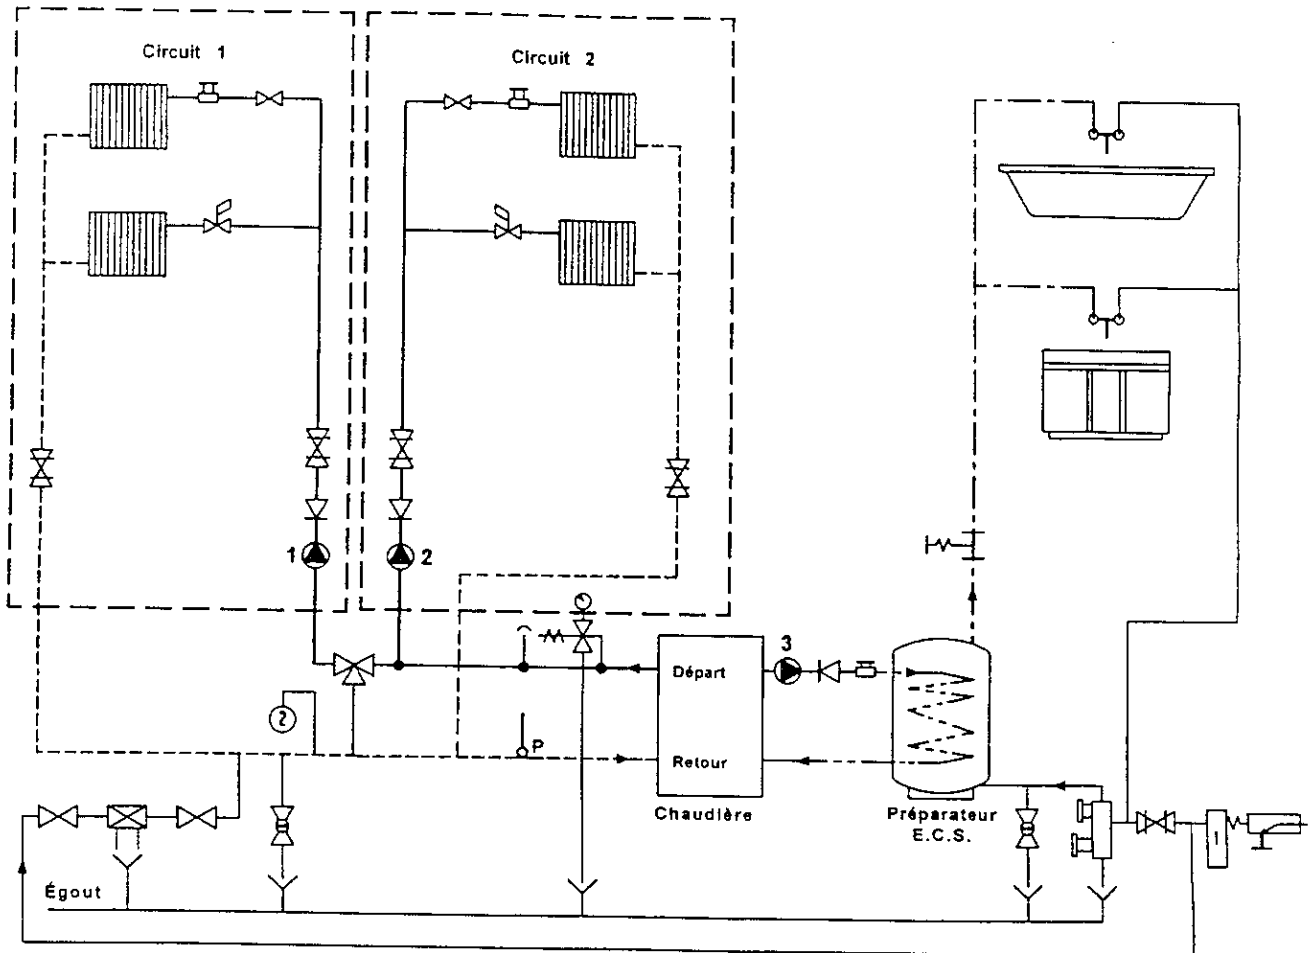 Circuit 1
Circuit 2
1
2
3
Départ
P
Retour
Chaudière
Préparateur
E.C.S.
Égout